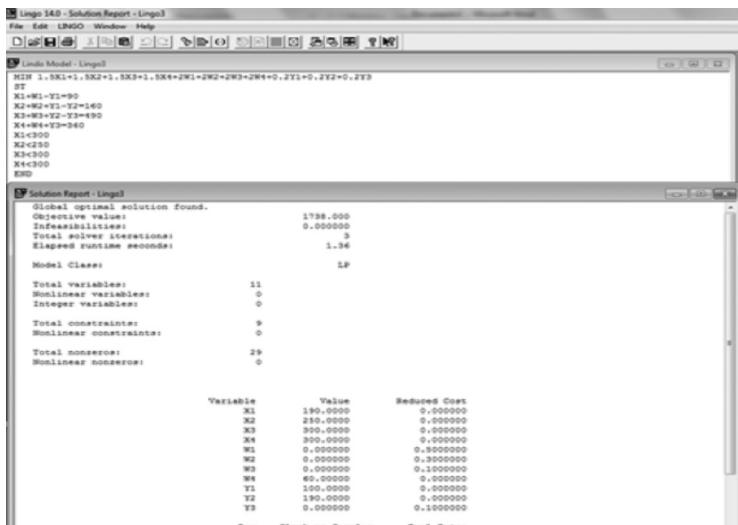 Lingo 14.0 - Solution Report - Lingo3
File Edit LINGO Window Help
Lindo Model - Lingo3
MIN 1.5X1+1.5X2+1.5X3+1.5X4+2W1+2W2+2W3+2W4+0.2Y1+0.2Y2+0.2Y3
ST
X1+W1-Y1=90
X2+W2+Y1-Y2=160
X3+W3+Y2-Y3=490
X4+W4+Y3=360
X1<300
X2<250
X3<300
X4<300
END
Solution Report - Lingo3
Global optimal solution found.
Objective value: 1738.000
Infeasibilities: 0.000000
Total solver iterations: 3
Elapsed runtime seconds: 1.36
Model Class: LP
Total variables: 11
Nonlinear variables: 0
Integer variables: 0
Total constraints: 9
Nonlinear constraints: 0
Total nonzeros: 29
Nonlinear nonzeros: 0
Variable Value Reduced Cost
X1 190.0000 0.000000
X2 250.0000 0.000000
X3 300.0000 0.000000
X4 300.0000 0.000000
W1 0.000000 0.5000000
W2 0.000000 0.3000000
W3 0.000000 0.1000000
W4 60.00000 0.000000
Y1 100.0000 0.000000
Y2 190.0000 0.000000
Y3 0.000000 0.1000000